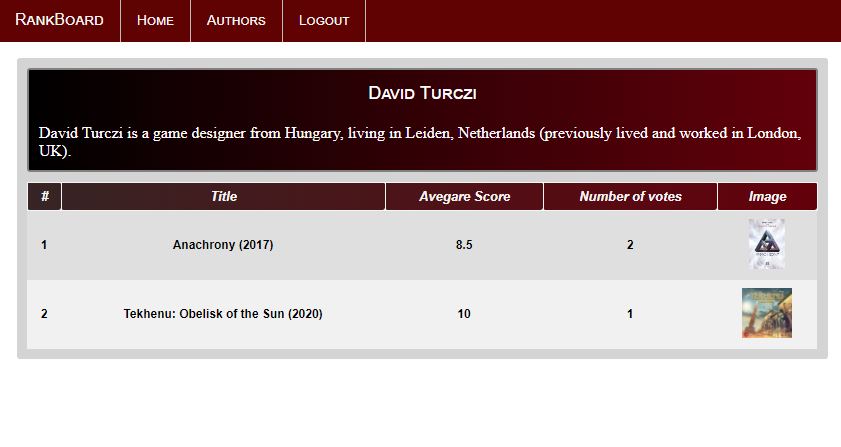 RankBoard Home Authors Logout
David Turczi
David Turczi is a game designer from Hungary, living in Leiden, Netherlands (previously lived and worked in London,
UK).
# Title Avegare Score Number of votes Image
1 Anachrony (2017) 8.5 2
2 Tekhenu: Obelisk of the Sun (2020) 10 1